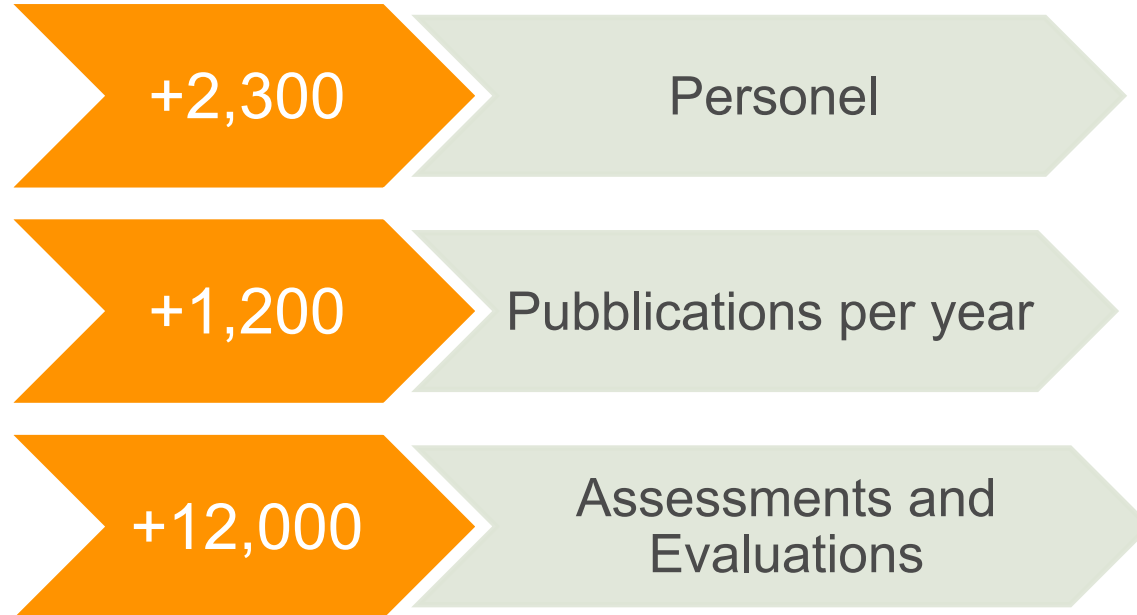 +2,300
Personel
+1,200
Pubblications per year
+12,000
Assessments and
Evaluations